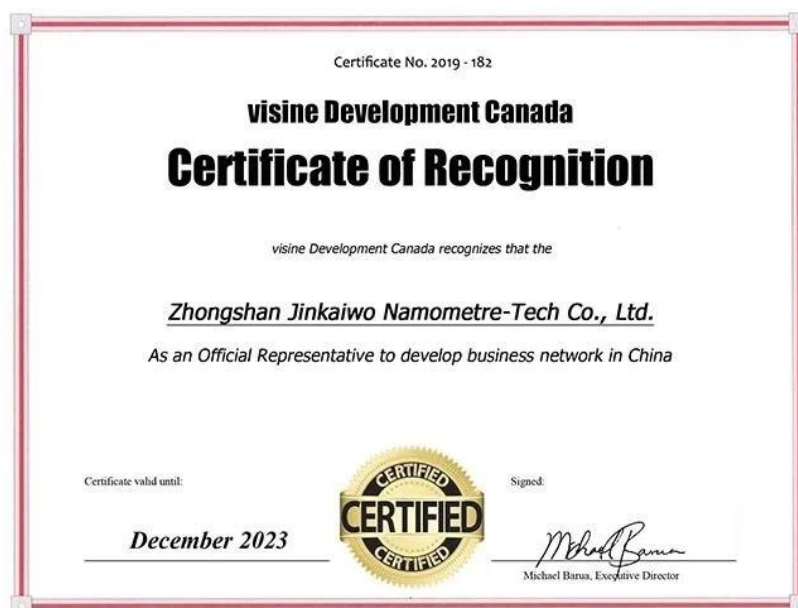 Certificate No. 2019 - 182
visine Development Canada
Certificate of Recognition
visine Development Canada recognizes that the
Zhongshan Jinkaiwo Namometre-Tech Co., Ltd.
As an Official Representative to develop business network in China
Certificate valid until:
December 2023
CERTIFIED
CERTIFIED
CERTIFIED
Signed:
Michael Barua
Michael Barua, Executive Director